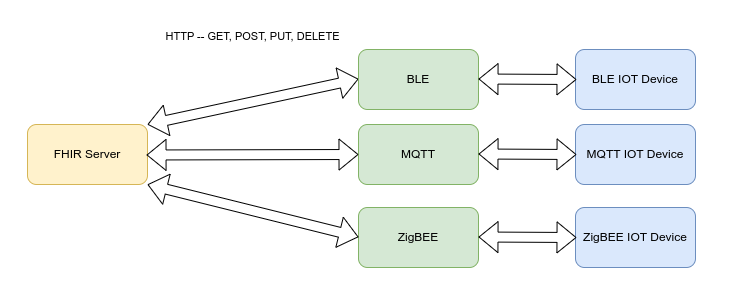 HTTP -- GET, POST, PUT, DELETE
BLE
BLE IOT Device
FHIR Server
MQTT
MQTT IOT Device
ZigBEE
ZigBEE IOT Device